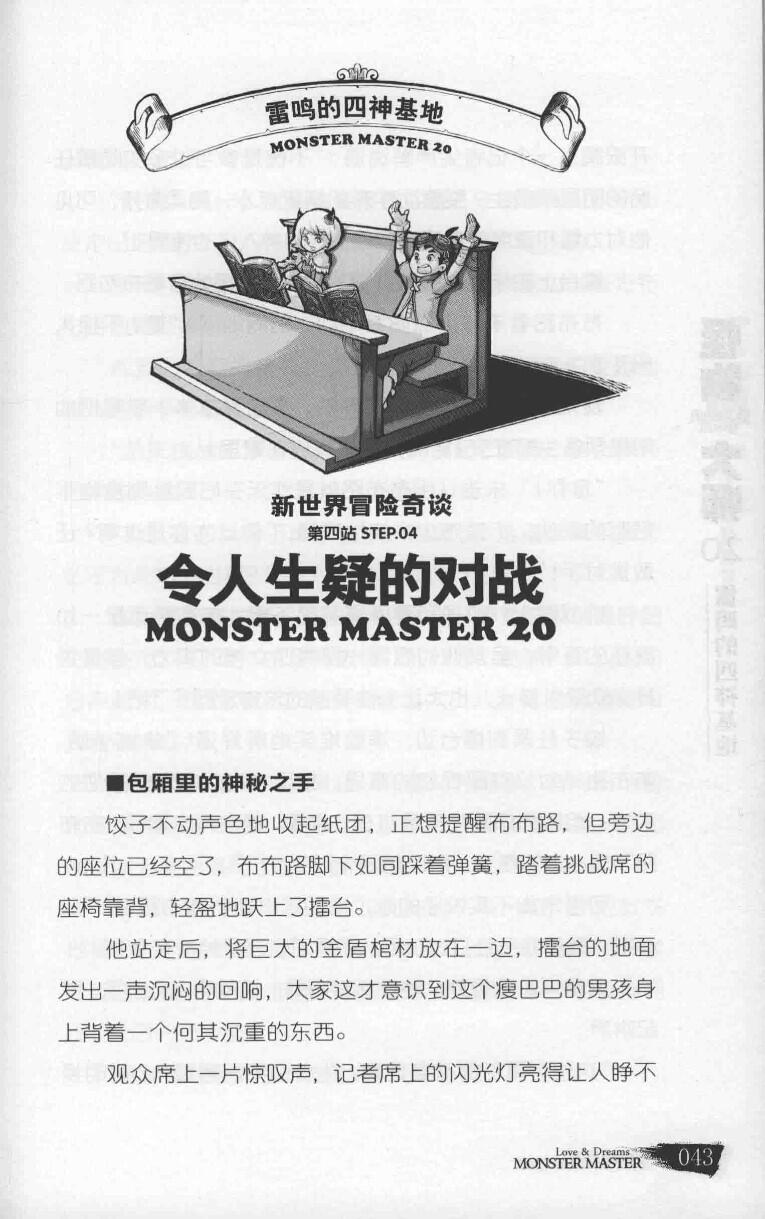 雷鸣的四神基地
MONSTER MASTER 20
新世界冒险奇谈
第四站 STEP.04
令人生疑的对战
MONSTER MASTER 20
■包厢里的神秘之手
饺子不动声色地收起纸团，正想提醒布布路，但旁边
的座位已经空了，布布路脚下如同踩着弹簧，踏着挑战席的
座椅靠背，轻盈地跃上了擂台。
他站定后，将巨大的金盾棺材放在一边，擂台的地面
发出一声沉闷的回响，大家这才意识到这个瘦巴巴的男孩身
上背着一个何其沉重的东西。
观众席上一片惊叹声，记者席上的闪光灯亮得让人睁不
Love & Dreams
MONSTER MASTER
043